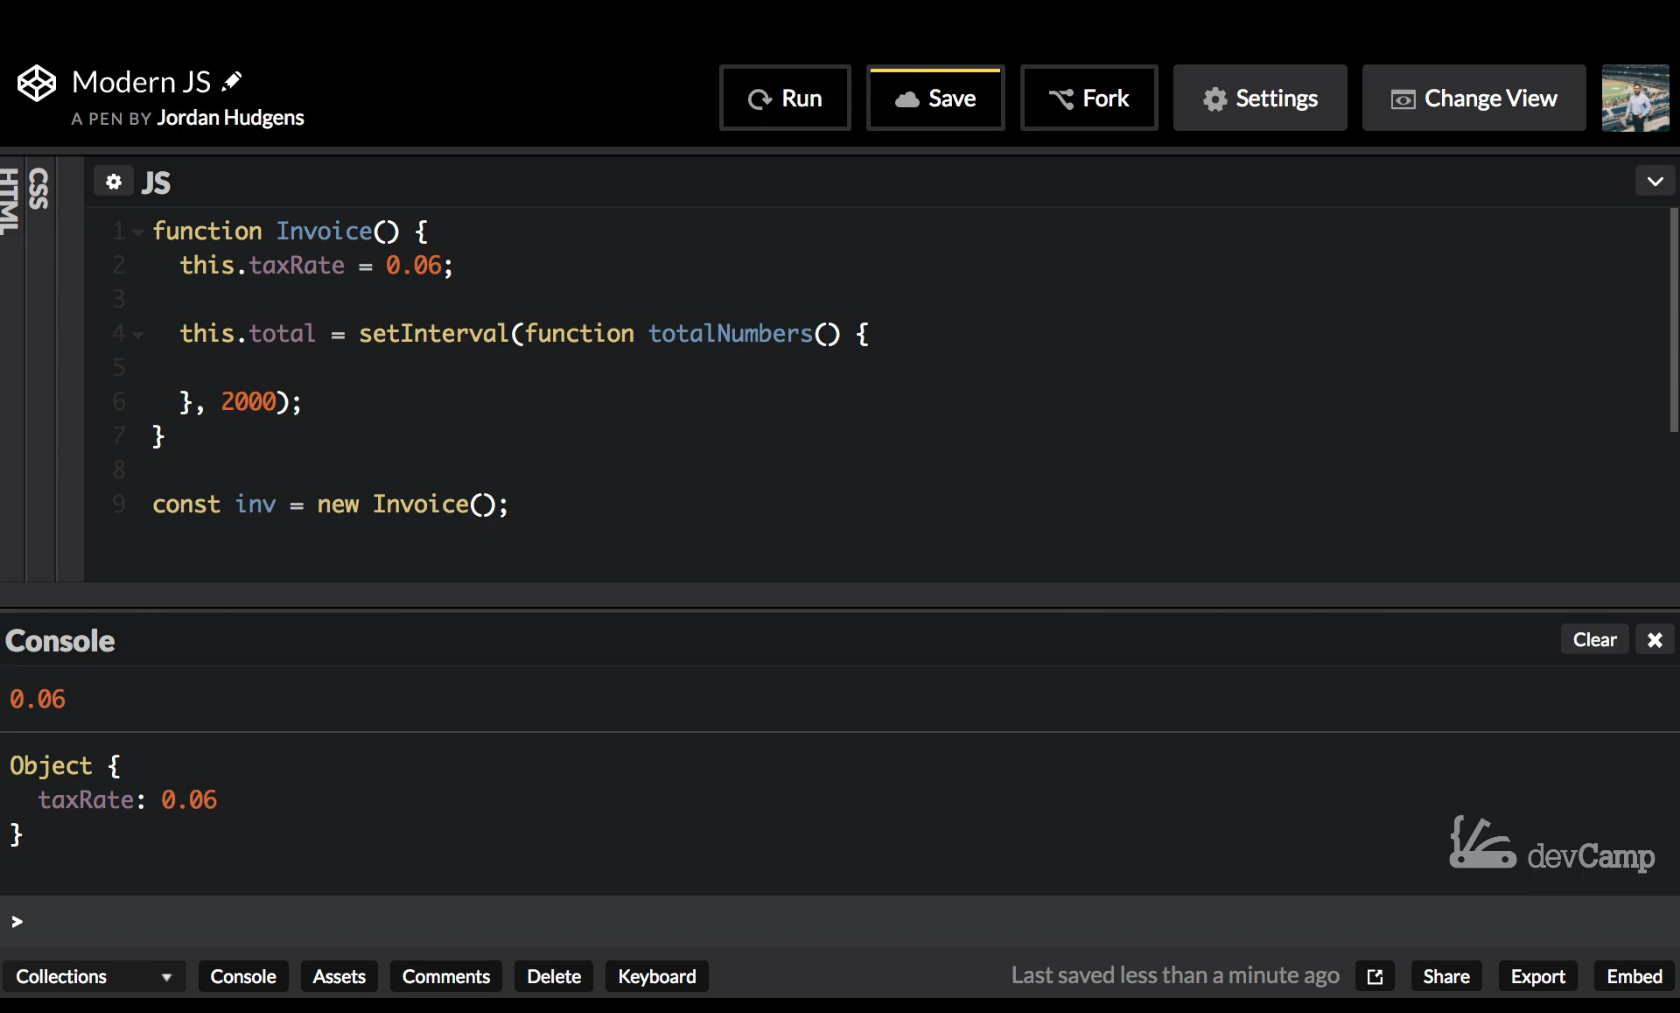 Modern JS
A PEN BY Jordan Hudgens
Run
Save
Fork
Settings
Change View
HTML
CSS
JS
1 function Invoice() {
2 this.taxRate = 0.06;
3
4 this.total = setInterval(function totalNumbers() {
5
6 }, 2000);
7 }
8
9 const inv = new Invoice();
Console
Clear
0.06
Object {
taxRate: 0.06
}
devCamp
>
Collections
Console
Assets
Comments
Delete
Keyboard
Last saved less than a minute ago
Share
Export
Embed